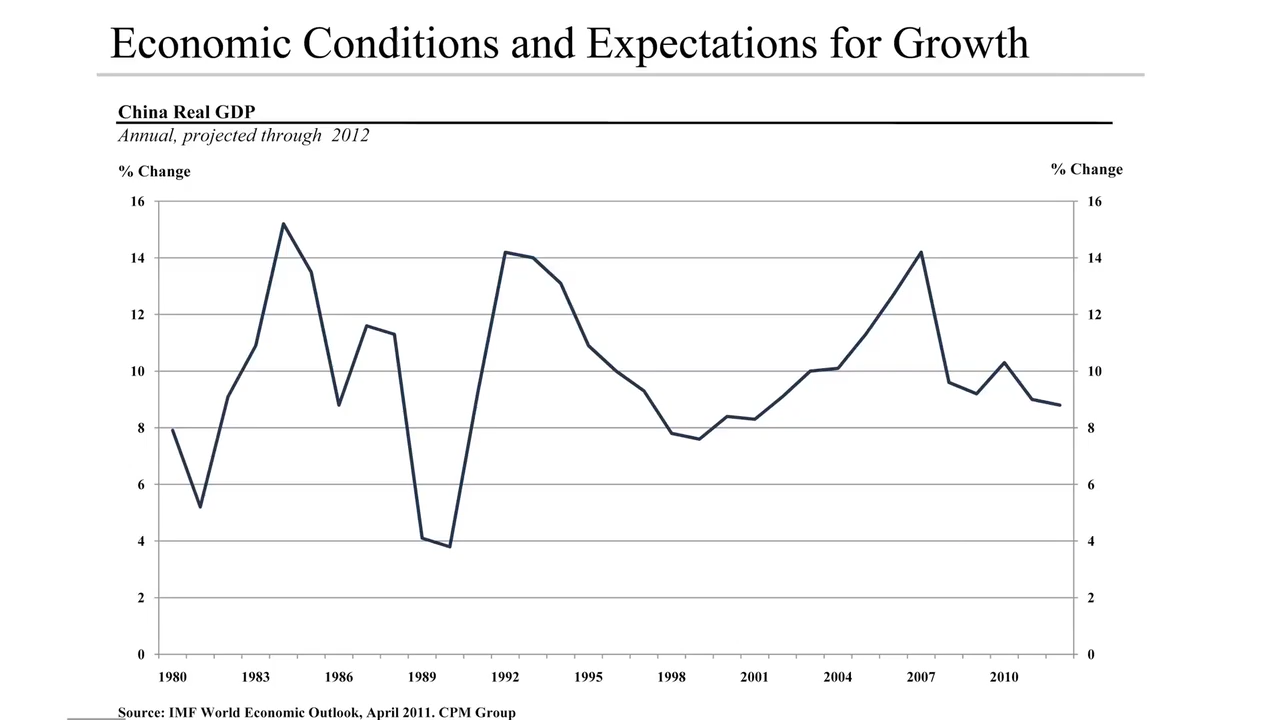 Economic Conditions and Expectations for Growth
China Real GDP
Annual, projected through 2012
% Change % Change
16 16
14 14
12 12
10 10
8 8
6 6
4 4
2 2
0 0
1980 1983 1986 1989 1992 1995 1998 2001 2004 2007 2010
Source: IMF World Economic Outlook, April 2011. CPM Group